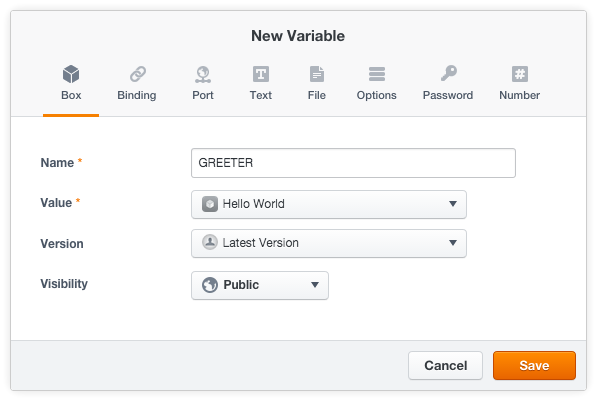 New Variable
Box Binding Port Text File Options Password Number
Name * GREETER
Value * Hello World
Version Latest Version
Visibility Public
Cancel Save